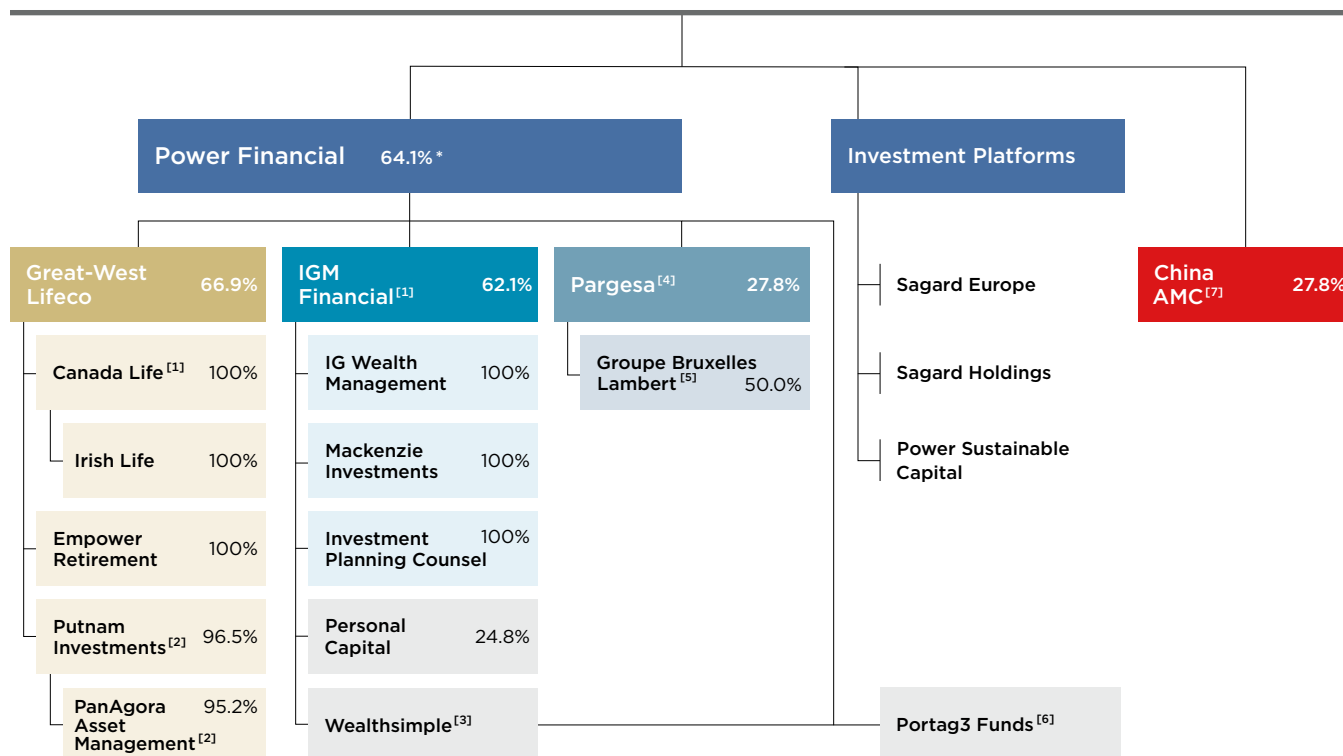 Power Financial 64.1% *
Investment Platforms
Great-West
Lifeco 66.9%
IGM
Financial[1] 62.1%
Pargesa[4] 27.8%
China
AMC[7] 27.8%
Canada Life[1] 100%
Irish Life 100%
Empower
Retirement 100%
Putnam
Investments[2] 96.5%
PanAgora 95.2%
Asset
Management[2]
IG Wealth
Management 100%
Mackenzie
Investments 100%
Investment 100%
Planning Counsel
Personal
Capital 24.8%
Wealthsimple[3]
Groupe Bruxelles
Lambert[5] 50.0%
Sagard Europe
Sagard Holdings
Power Sustainable
Capital
Portag3 Funds[6]